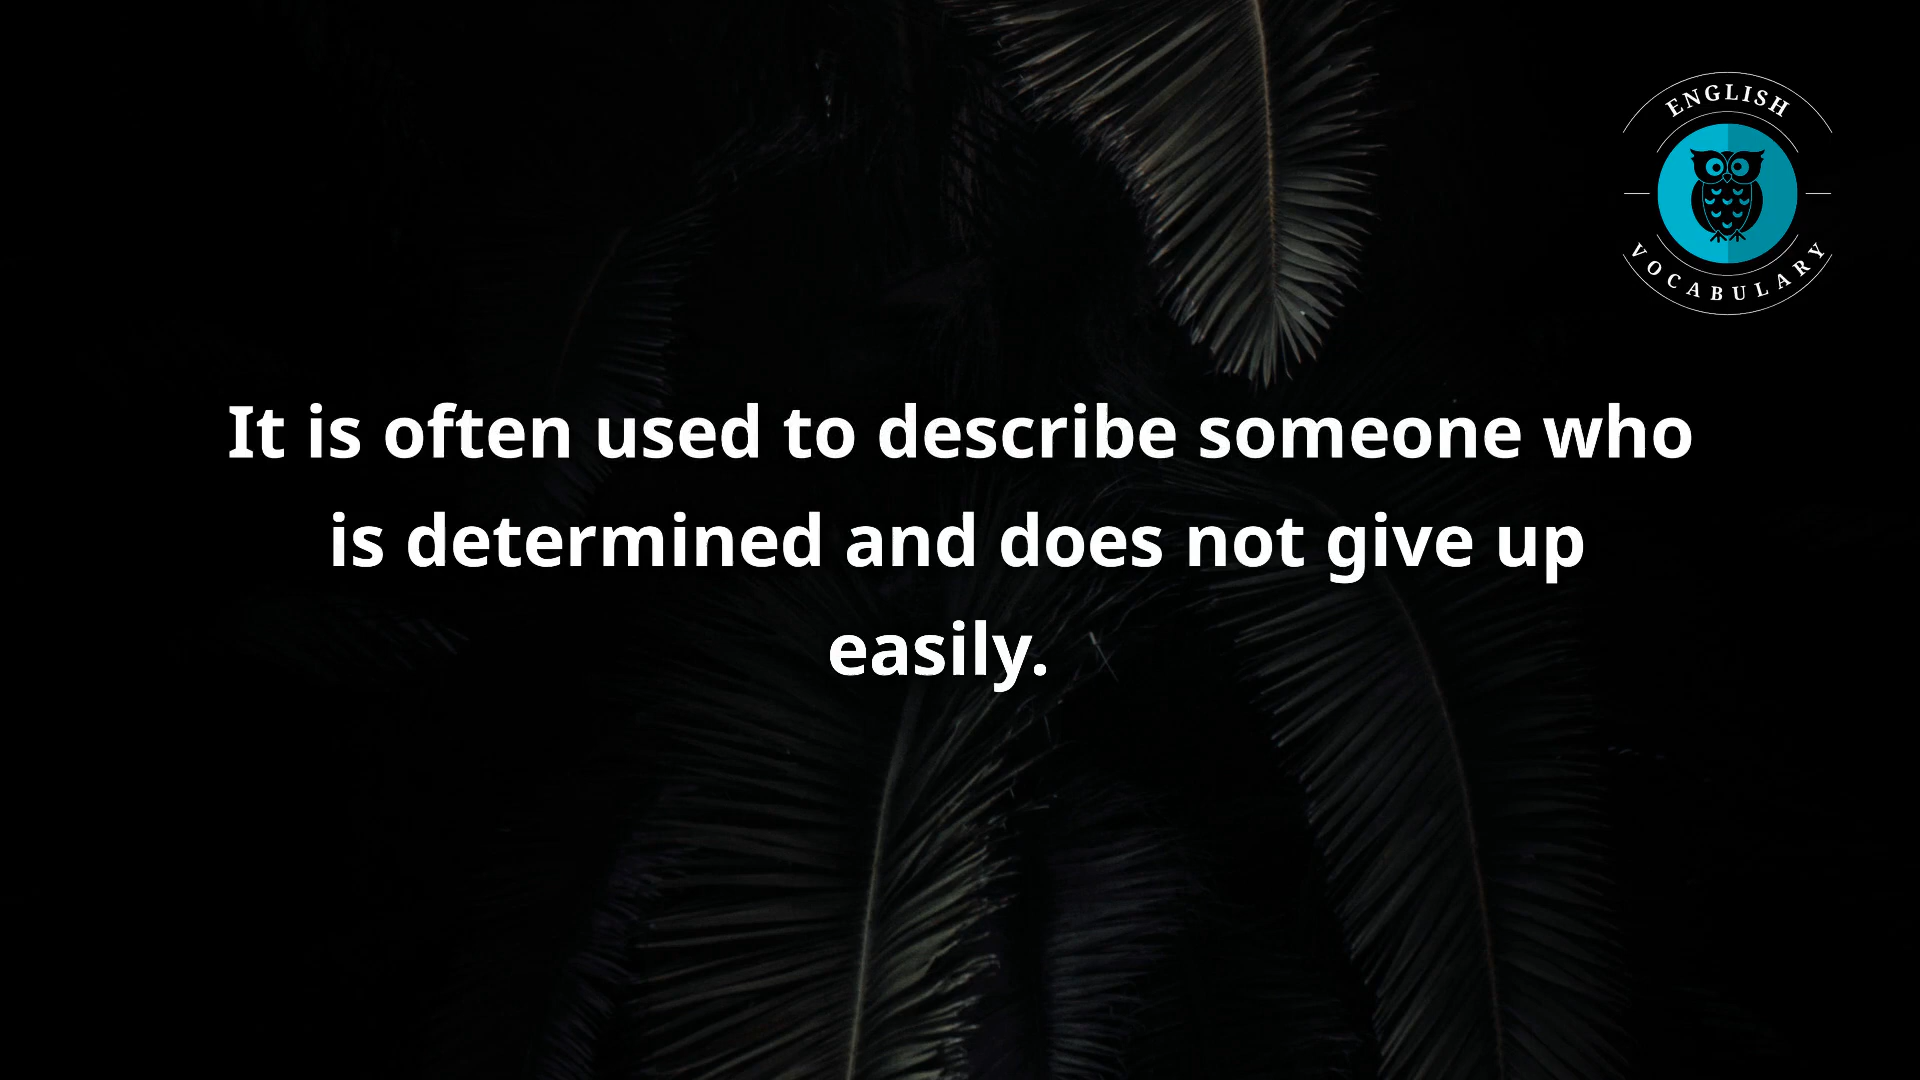 ENGLISH
VOCABULARY
It is often used to describe someone who
is determined and does not give up
easily.